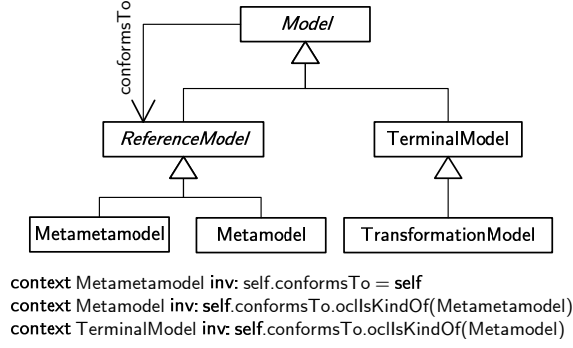 Model
conformsTo
ReferenceModel
TerminalModel
Metametamodel
Metamodel
TransformationModel
context Metametamodel inv: self.conformsTo = self
context Metamodel inv: self.conformsTo.oclIsKindOf(Metametamodel)
context TerminalModel inv: self.conformsTo.oclIsKindOf(Metamodel)